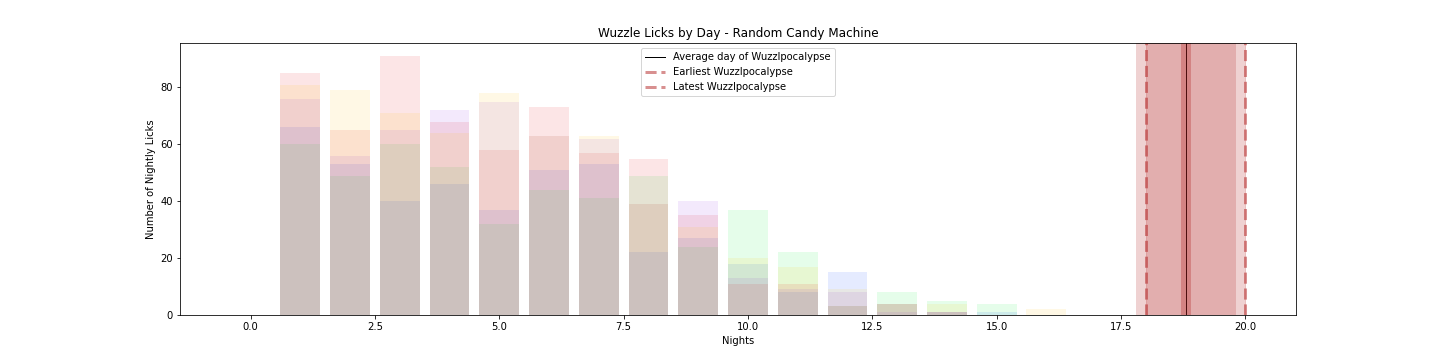 Wuzzle Licks by Day - Random Candy Machine
Average day of Wuzzlpocalypse
Earliest Wuzzlpocalypse
Latest Wuzzlpocalypse
Number of Nightly Licks
80
60
40
20
0
0.0 2.5 5.0 7.5 10.0 12.5 15.0 17.5 20.0
Nights